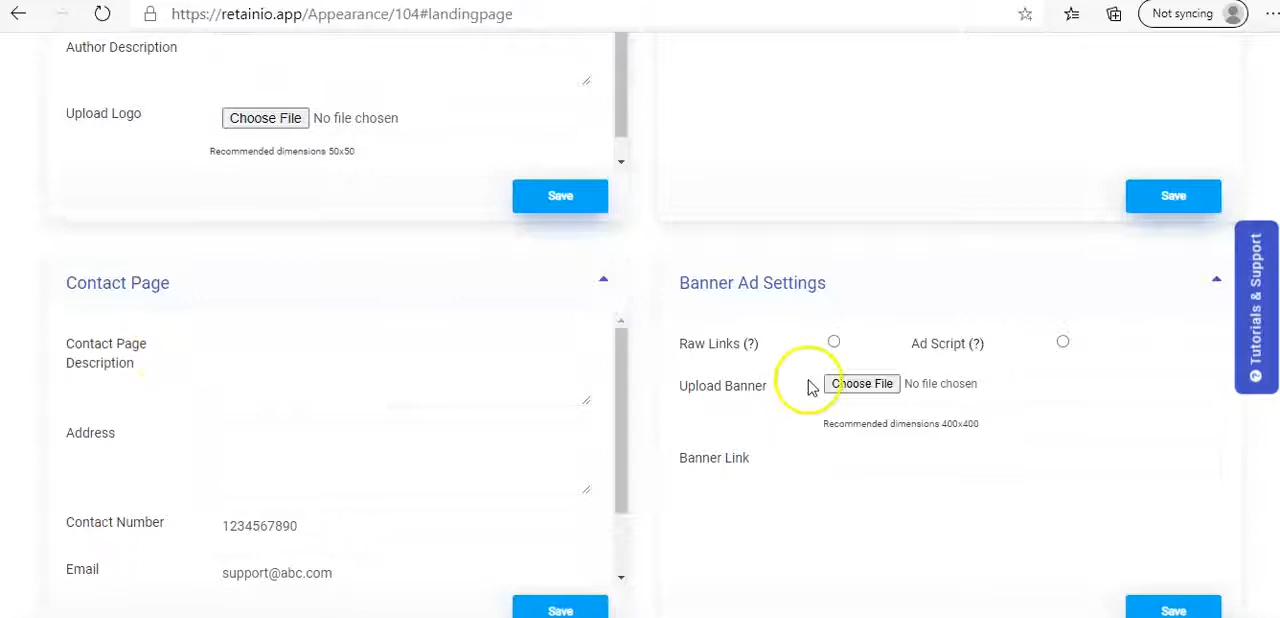 https://retainio.app/Appearance/104#landingpage
Not syncing
Author Description
Upload Logo
Choose File No file chosen
Recommended dimensions 50x50
Save
Save
Contact Page
Contact Page
Description
Address
Contact Number
1234567890
Email
support@abc.com
Save
Banner Ad Settings
Raw Links (?)
Ad Script (?)
Upload Banner
Choose File No file chosen
Recommended dimensions 400x400
Banner Link
Save
Tutorials & Support